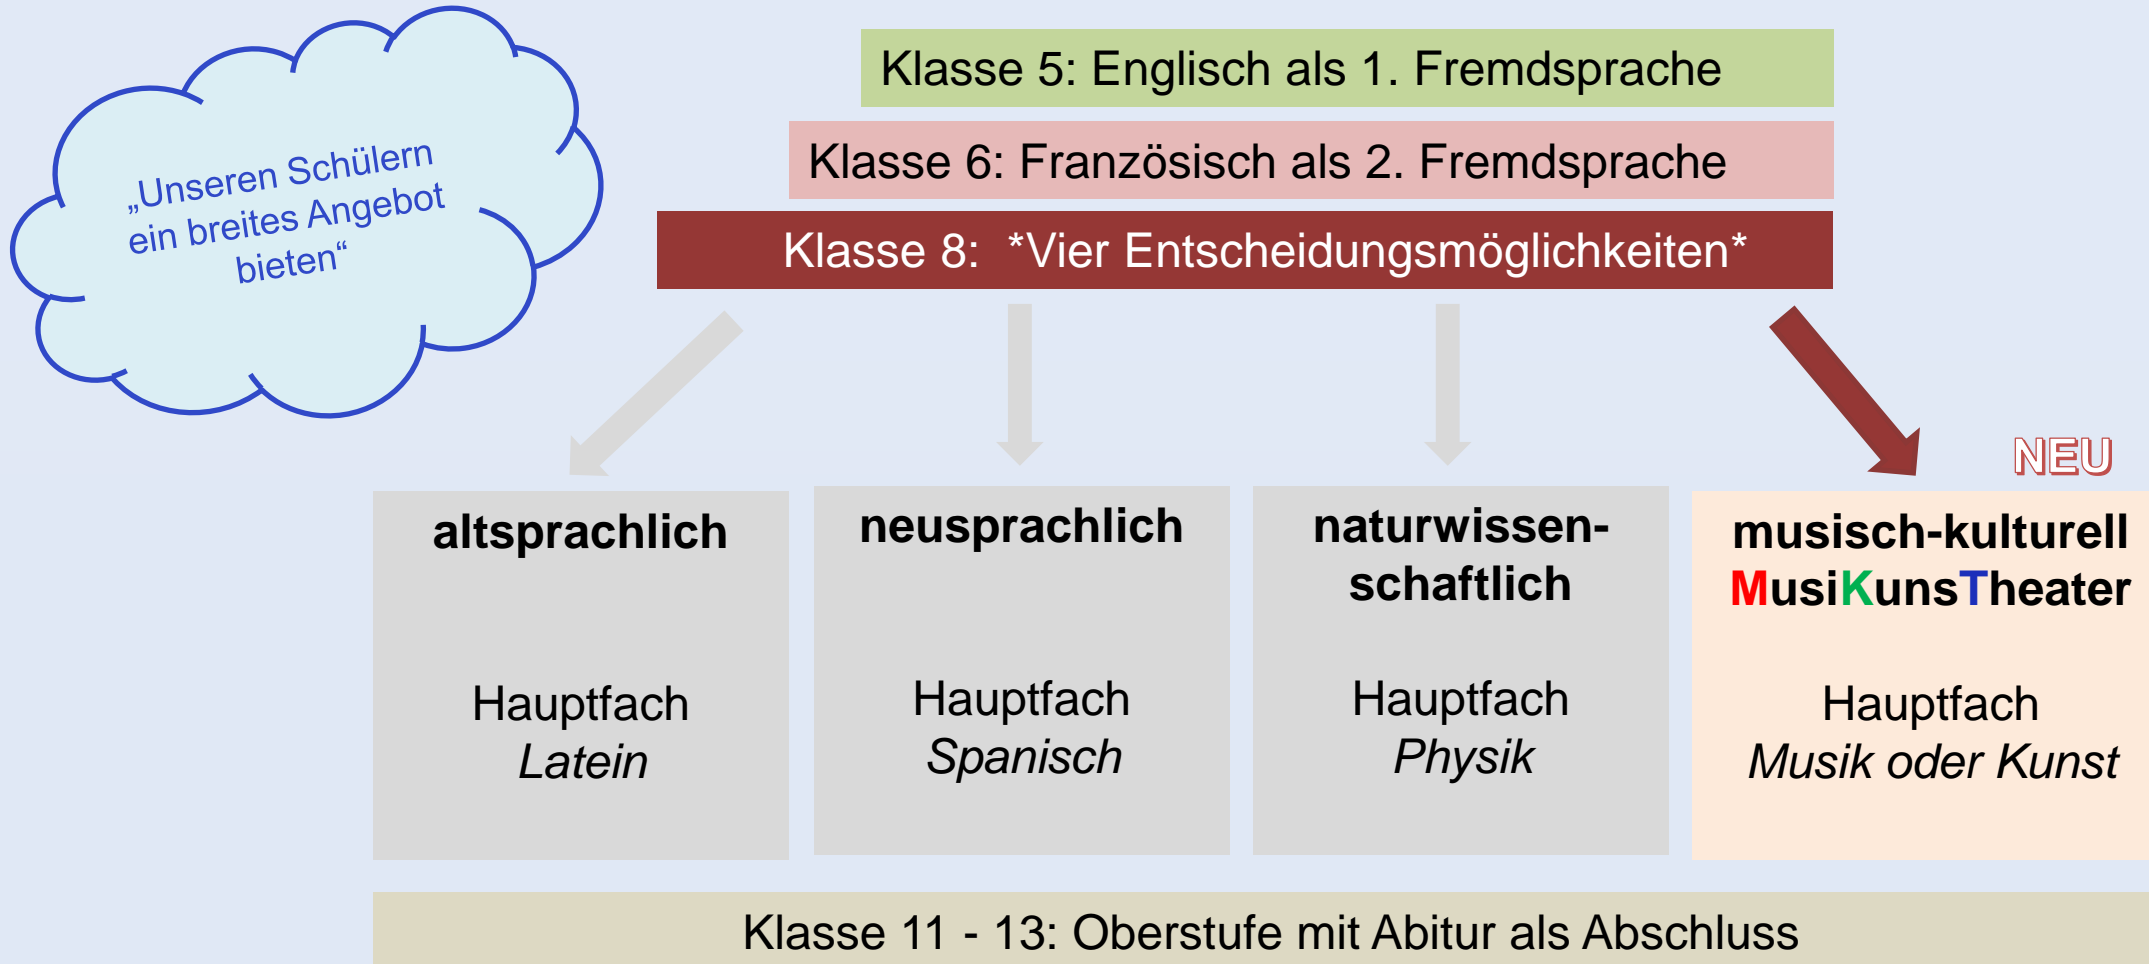 „Unseren Schülern
ein breites Angebot
bieten“
Klasse 5: Englisch als 1. Fremdsprache
Klasse 6: Französisch als 2. Fremdsprache
Klasse 8: *Vier Entscheidungsmöglichkeiten*
altsprachlich
Hauptfach
Latein
neusprachlich
Hauptfach
Spanisch
naturwissen-
schaftlich
Hauptfach
Physik
NEU
musisch-kulturell
MusiKunsTheater
Hauptfach
Musik oder Kunst
Klasse 11 - 13: Oberstufe mit Abitur als Abschluss